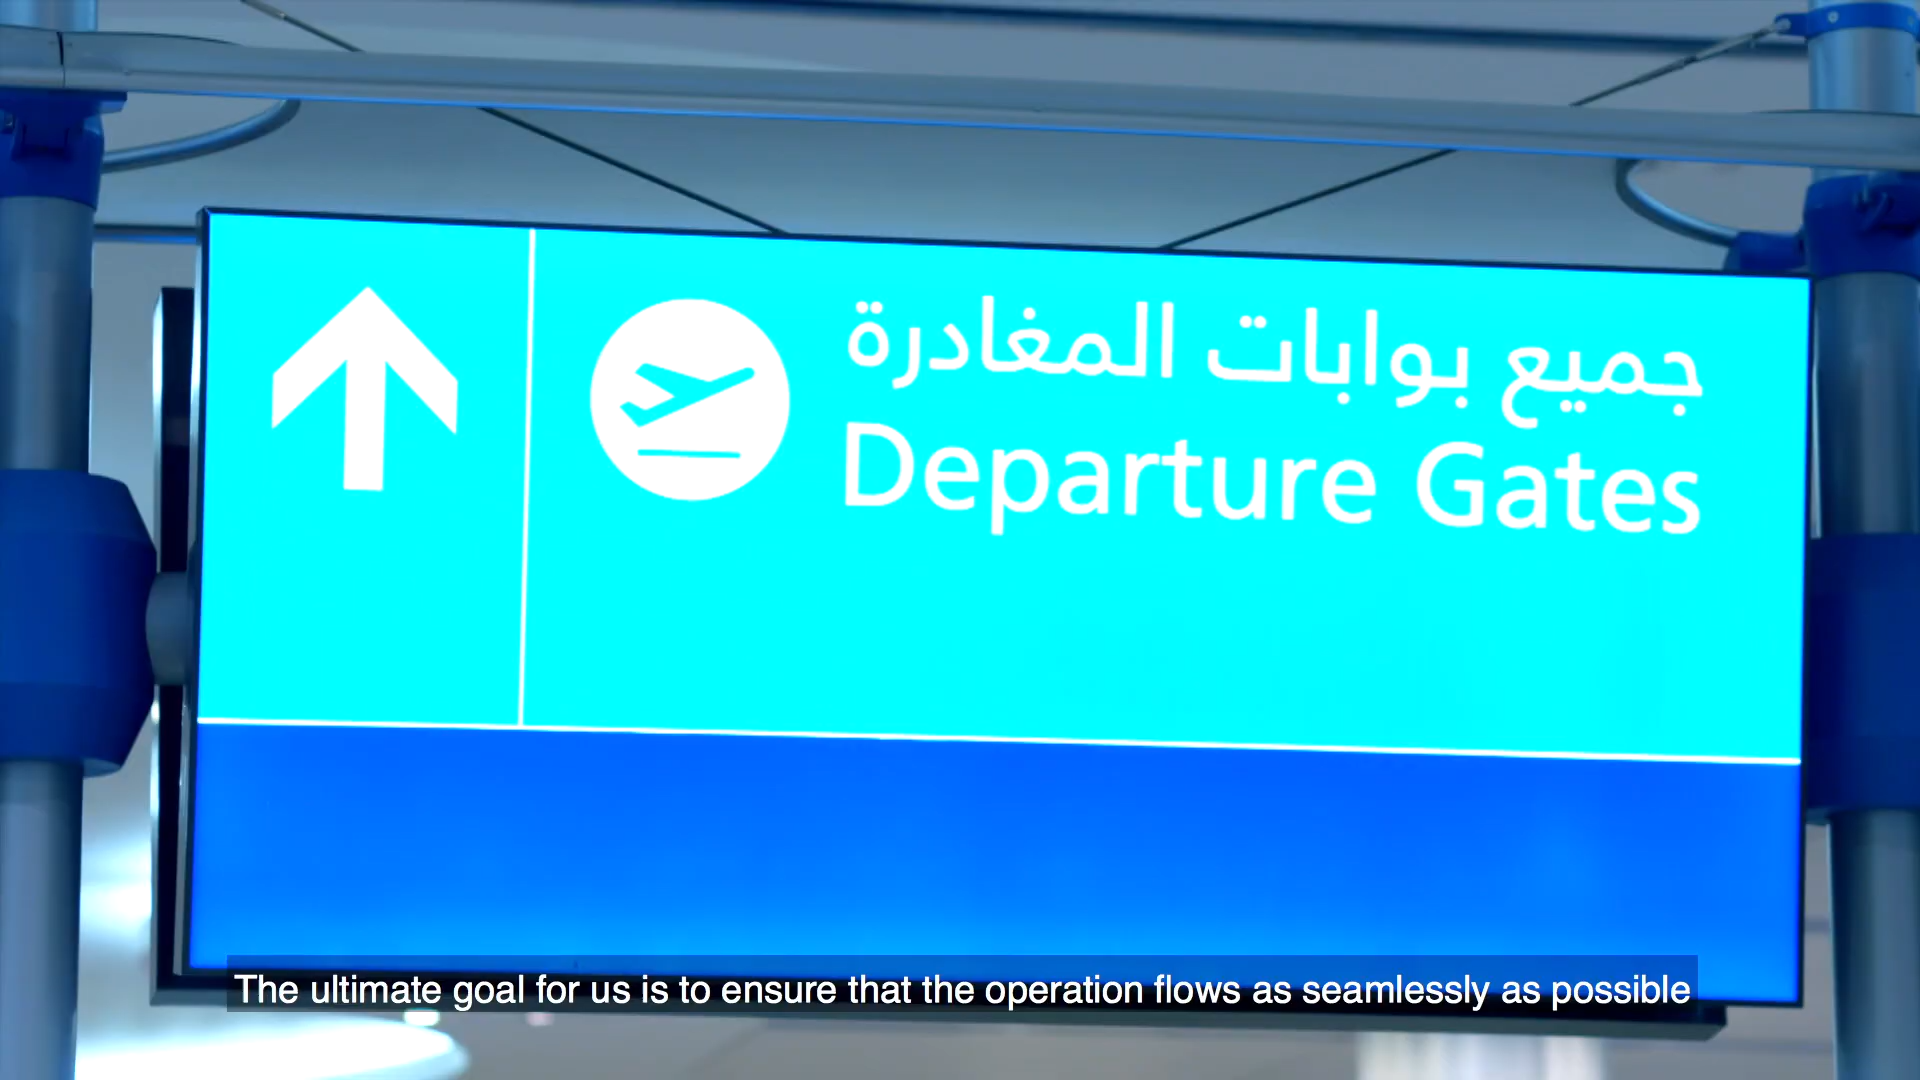 جميع بوابات المغادرة
Departure Gates
The ultimate goal for us is to ensure that the operation flows as seamlessly as possible